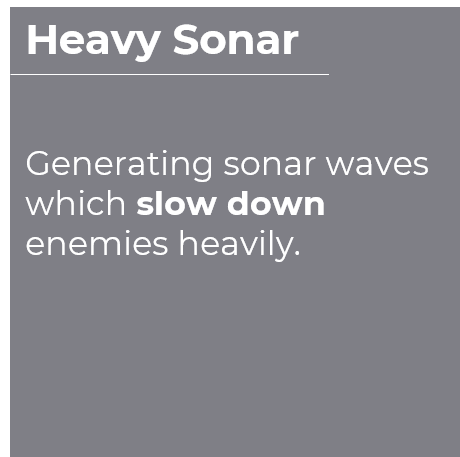 Heavy Sonar
Generating sonar waves
which slow down
enemies heavily.